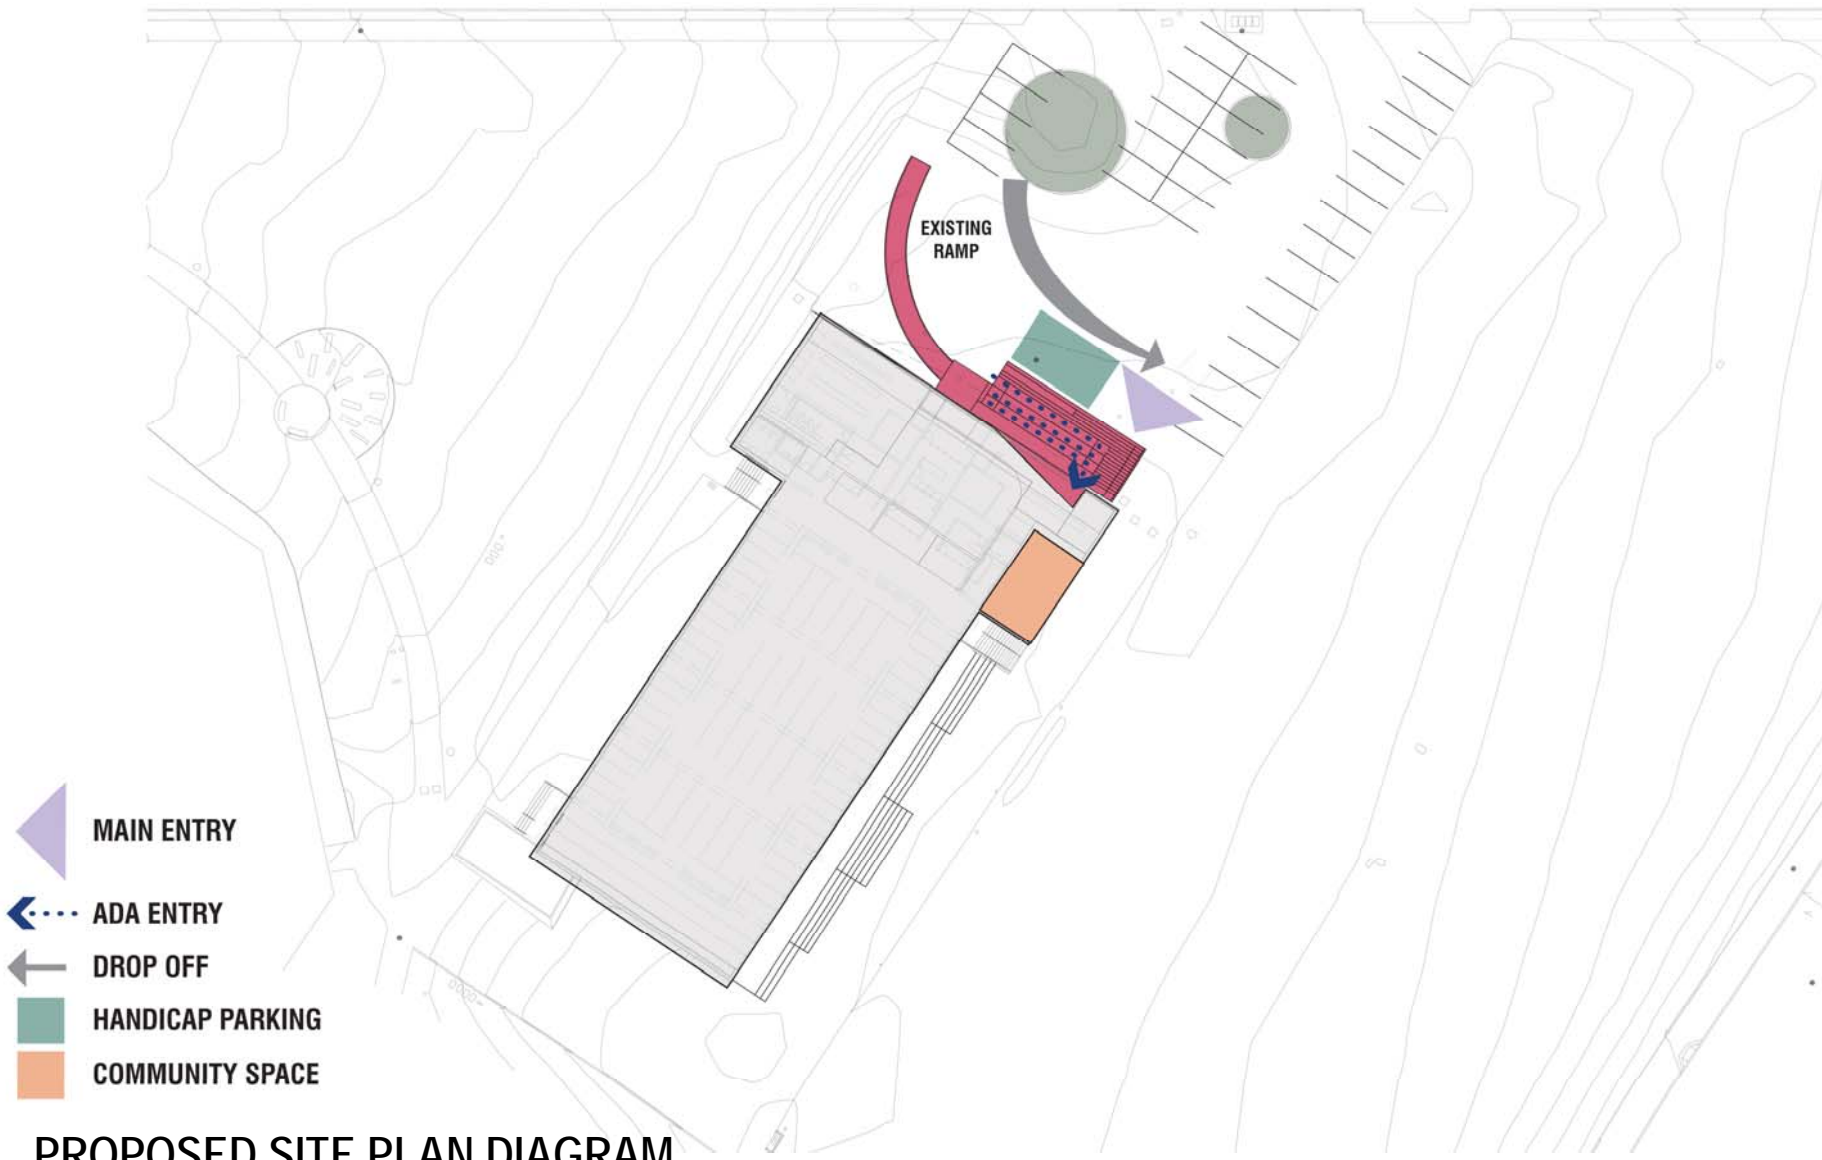 EXISTING
RAMP
MAIN ENTRY
ADA ENTRY
DROP OFF
HANDICAP PARKING
COMMUNITY SPACE
PROPOSED SITE PLAN DIAGRAM